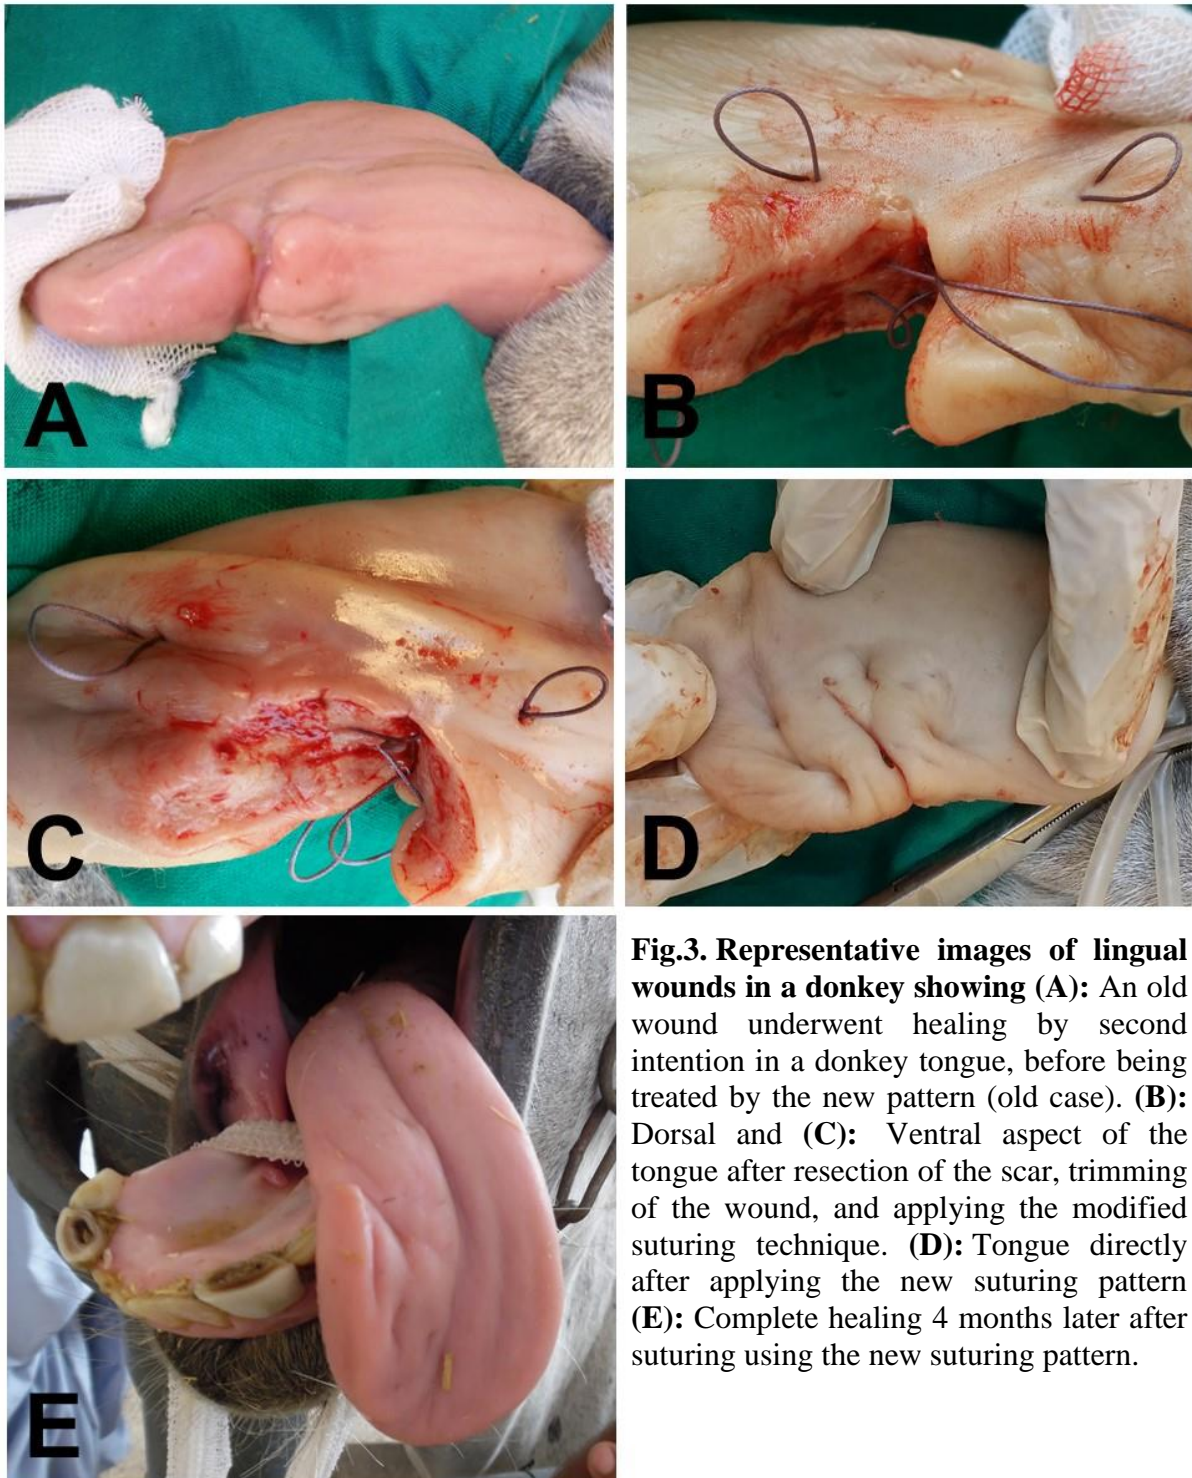 A
B
C
D
E
Fig.3. Representative images of lingual
wounds in a donkey showing (A): An old
wound underwent healing by second
intention in a donkey tongue, before being
treated by the new pattern (old case). (B):
Dorsal and (C): Ventral aspect of the
tongue after resection of the scar, trimming
of the wound, and applying the modified
suturing technique. (D): Tongue directly
after applying the new suturing pattern
(E): Complete healing 4 months later after
suturing using the new suturing pattern.